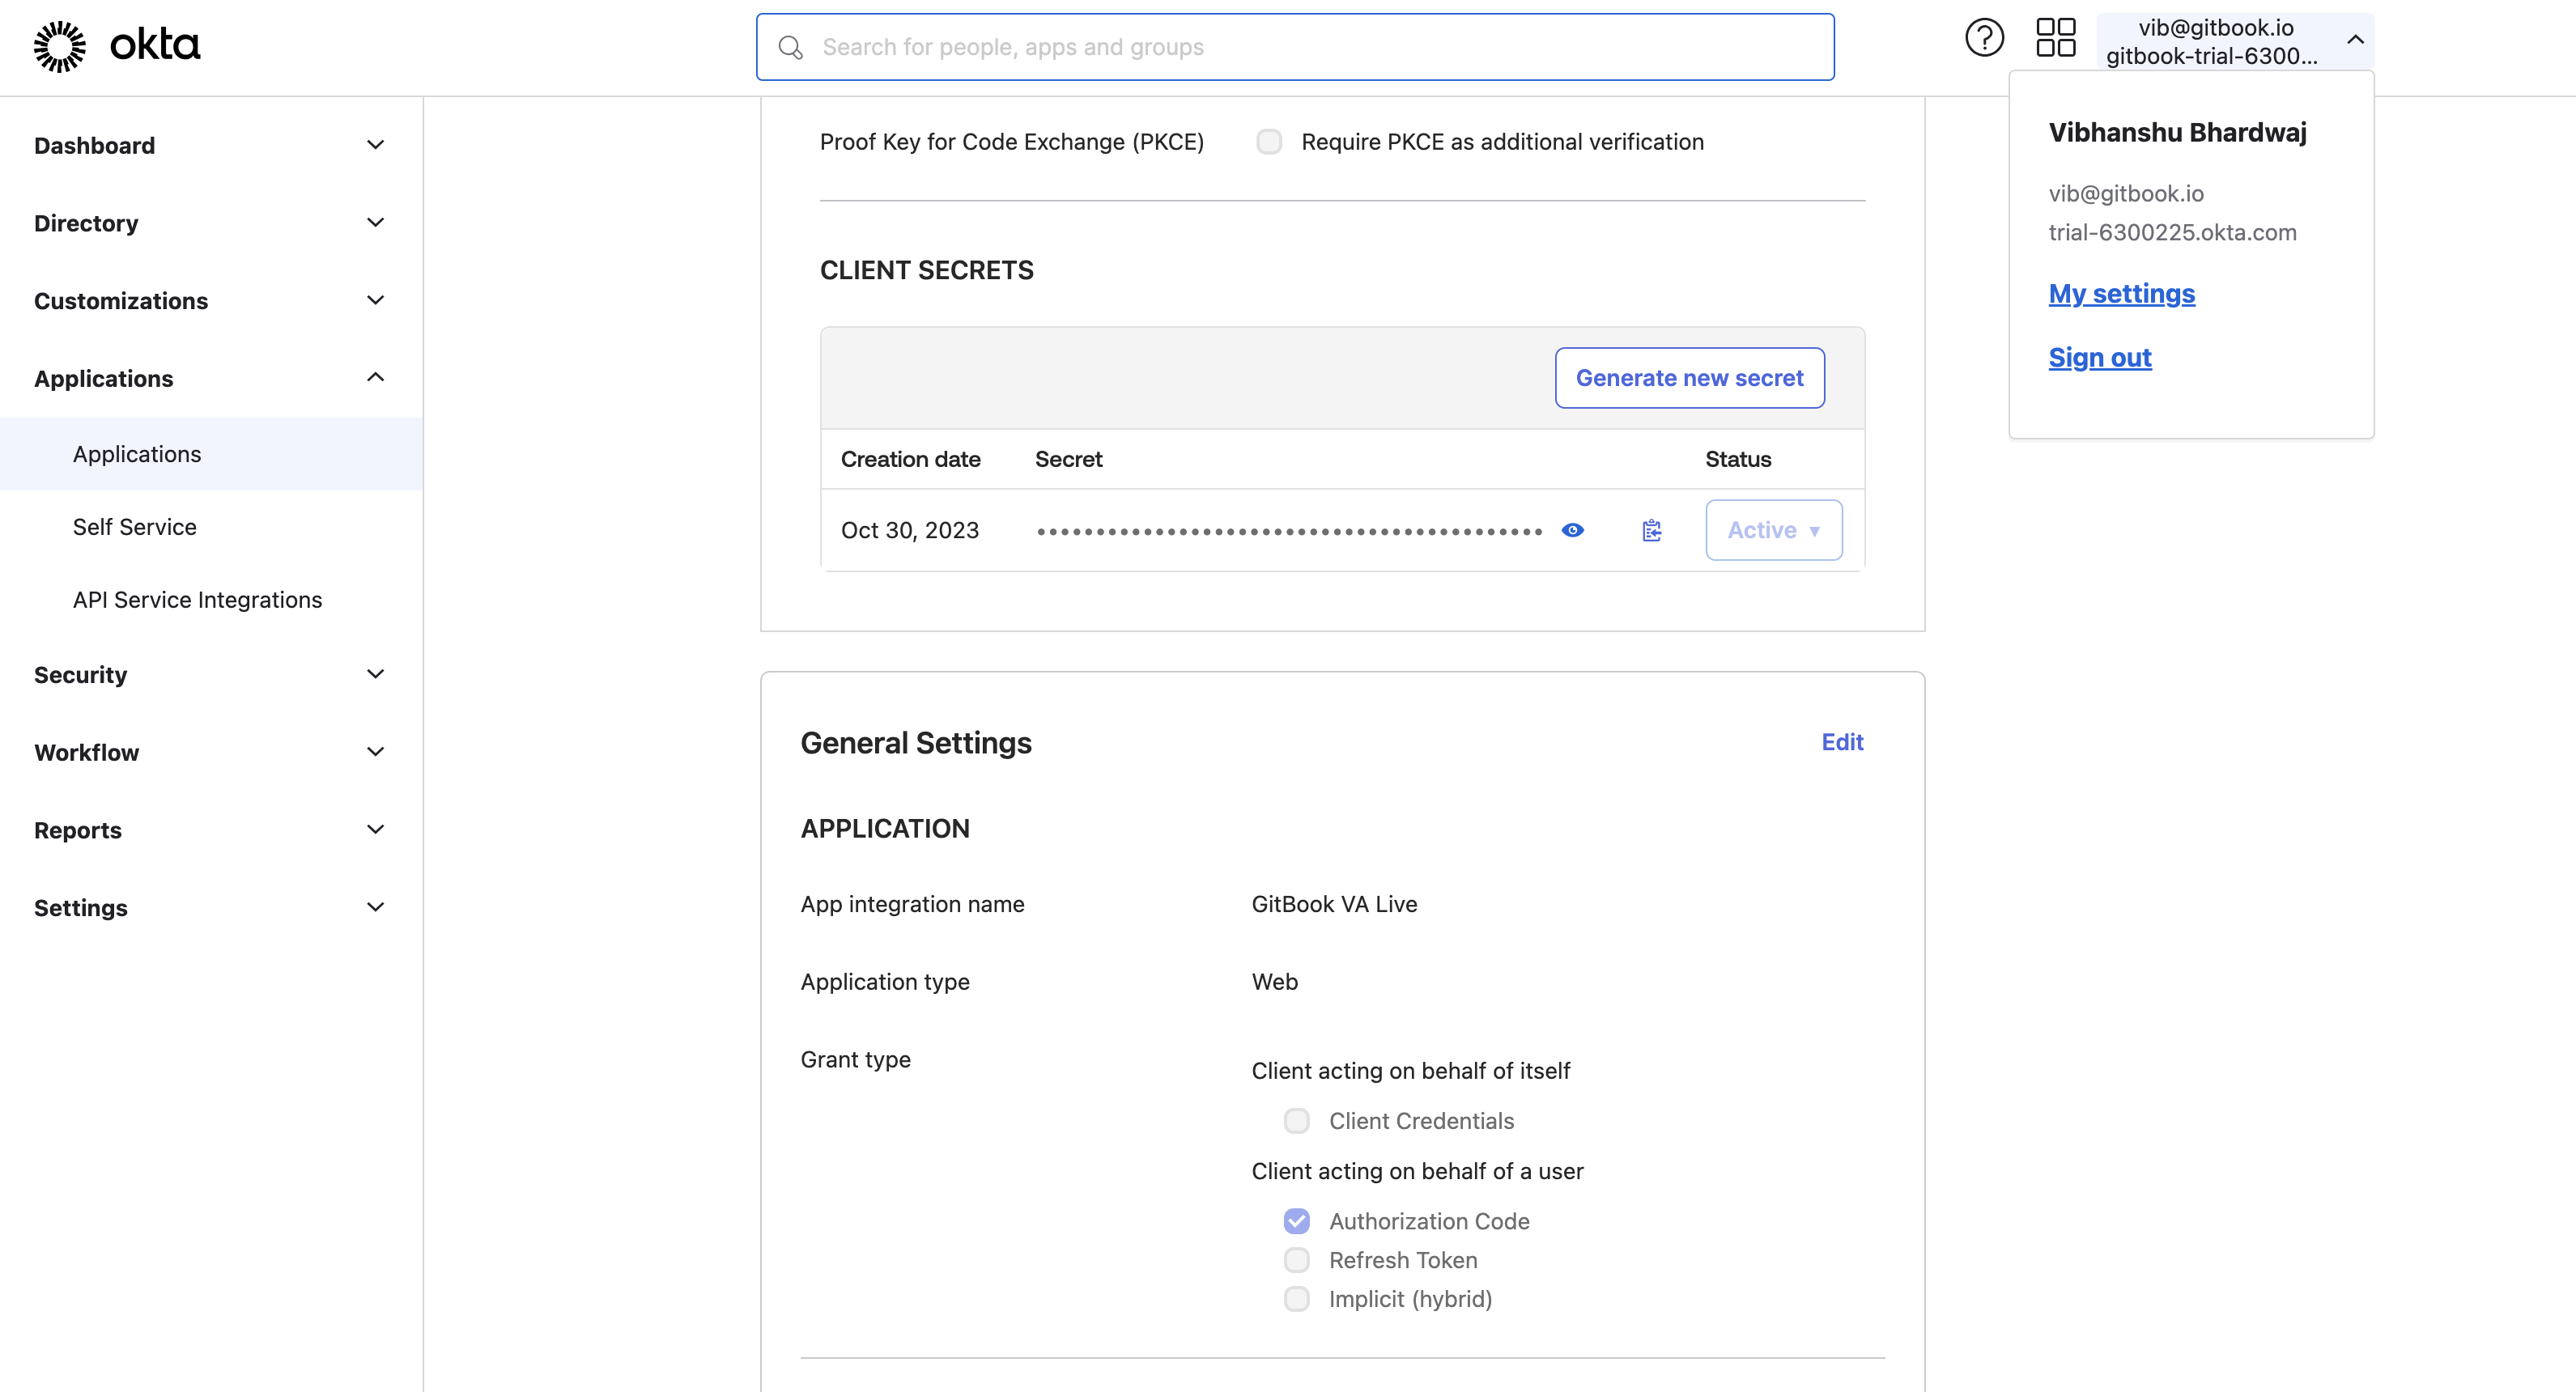 okta
Search for people, apps and groups
vib@gitbook.io
gitbook-trial-6300...
Vibhanshu Bhardwaj
vib@gitbook.io
trial-6300225.okta.com
My settings
Sign out
Dashboard
Directory
Customizations
Applications
Applications
Self Service
API Service Integrations
Security
Workflow
Reports
Settings
Proof Key for Code Exchange (PKCE) Require PKCE as additional verification
CLIENT SECRETS
Generate new secret
Creation date Secret Status
Oct 30, 2023 ••••••••••••••••••••••••••••••••••••••••••• Active
General Settings Edit
APPLICATION
App integration name GitBook VA Live
Application type Web
Grant type
Client acting on behalf of itself
Client Credentials
Client acting on behalf of a user
Authorization Code
Refresh Token
Implicit (hybrid)